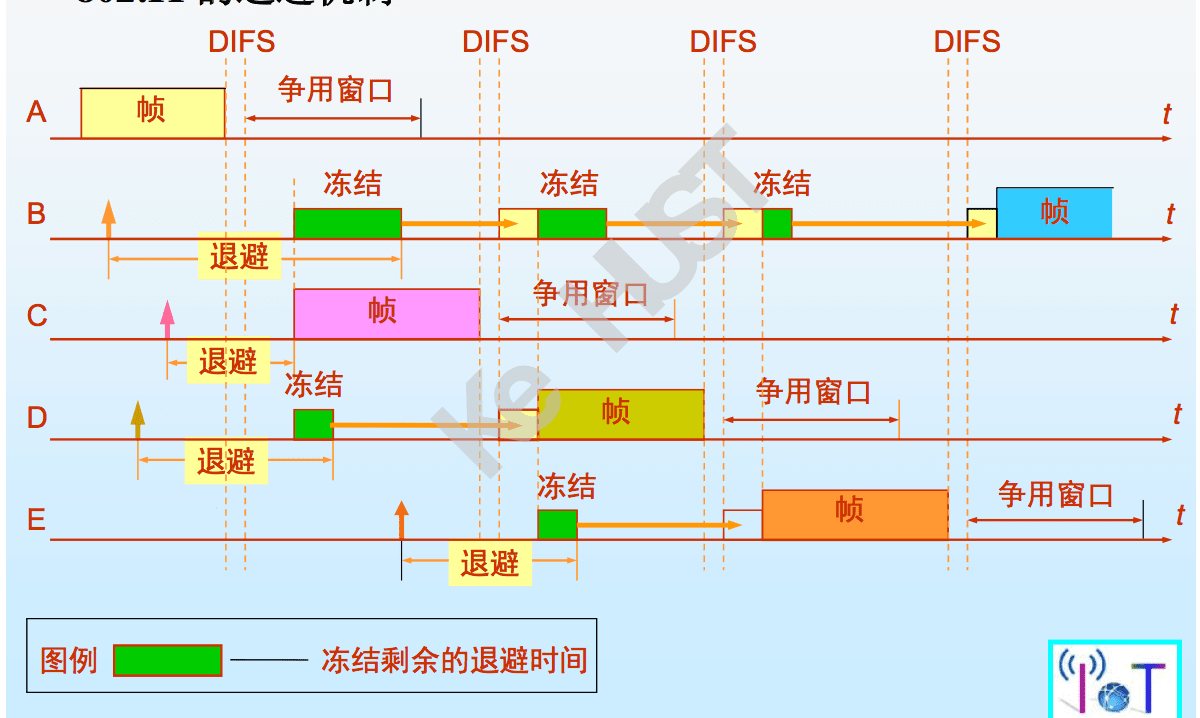 802.11 的退避机制
DIFS DIFS DIFS DIFS
A 帧 争用窗口 t
冻结 冻结 冻结
B 帧 t
退避
C 帧 争用窗口 t
退避
冻结
D 帧 争用窗口 t
退避
冻结
E 帧 争用窗口 t
退避
图例 冻结剩余的退避时间
Ke HUST
IoT